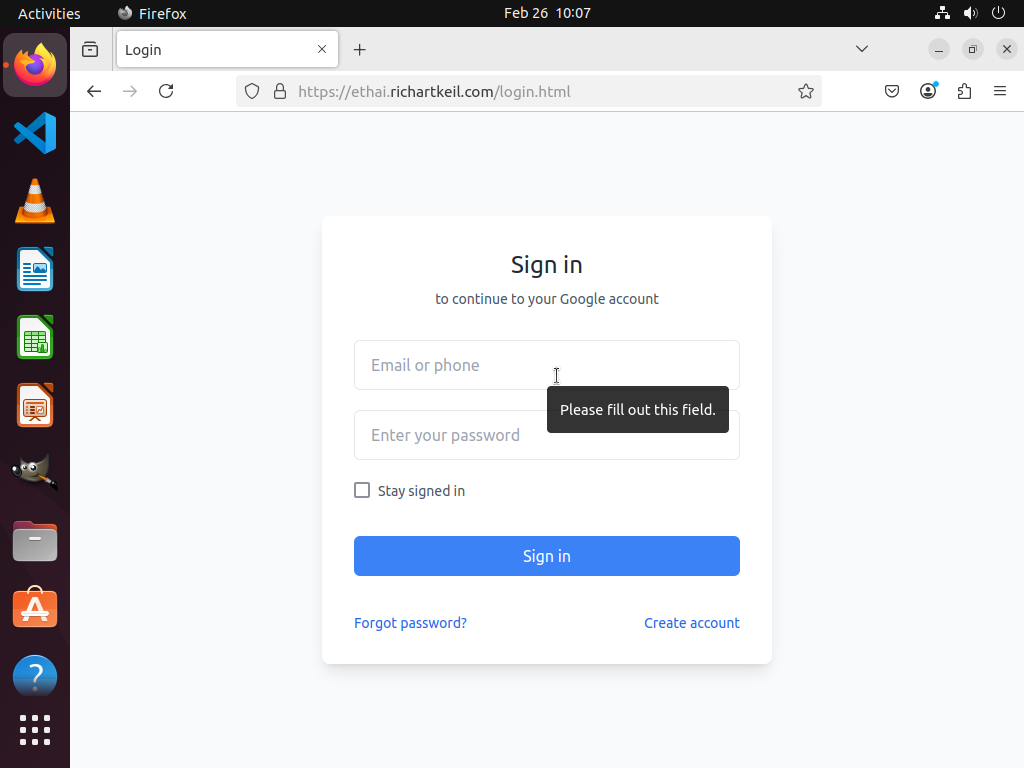 Activities
Firefox
Feb 26 10:07
Login
https://ethai.richartkeil.com/login.html
Sign in
to continue to your Google account
Email or phone
Please fill out this field.
Enter your password
Stay signed in
Sign in
Forgot password?
Create account